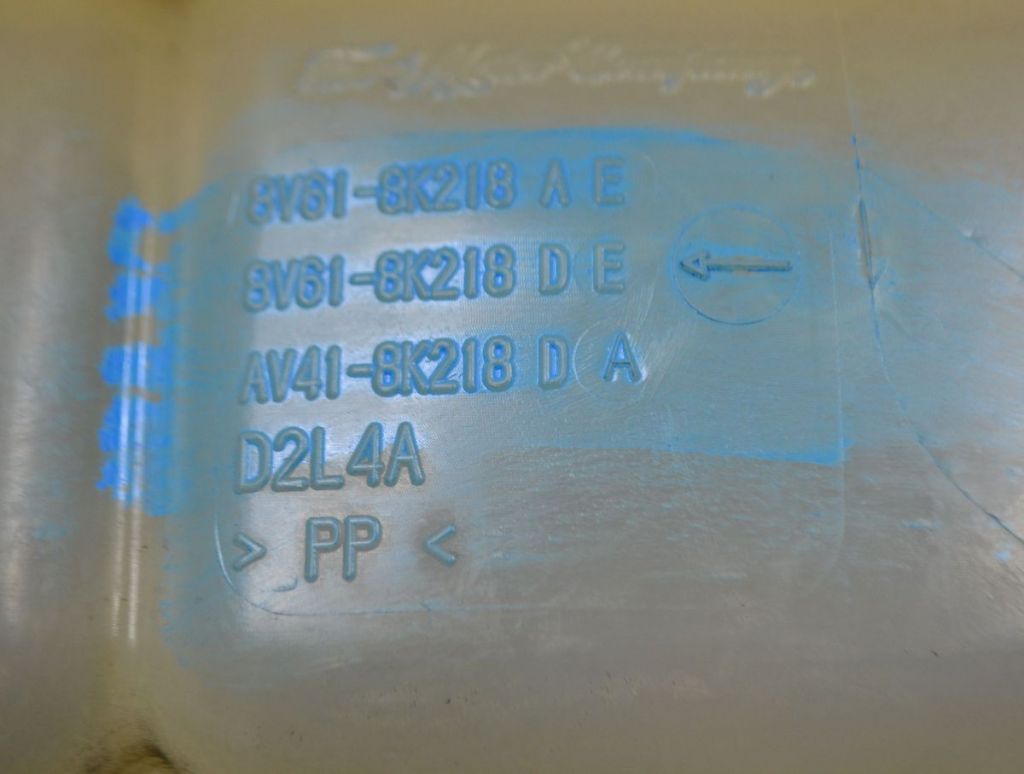 8V61-8K218 A E
8V61-8K218 D E
AV41-8K218 D A
D2L4A
> PP <